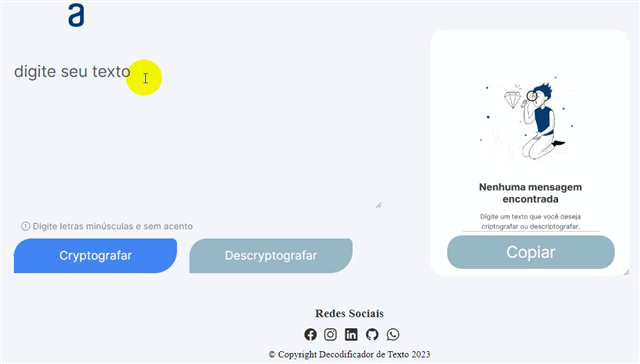 a
digite seu texto
Digite letras minúsculas e sem acento
Cryptografar
Descryptografar
Nenhuma mensagem
encontrada
Digite um texto que você deseja
criptografar ou descriptografar.
Copiar
Redes Sociais
© Copyright Decodificador de Texto 2023